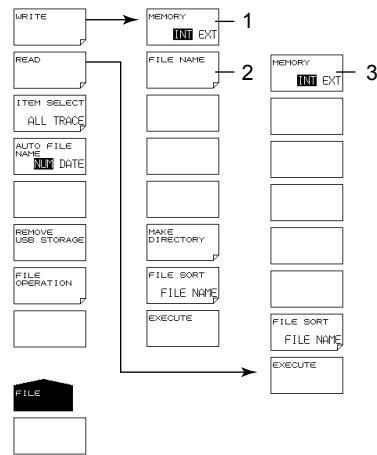 WRITE
READ
ITEM SELECT
ALL TRACE
AUTO FILE
NAME
NUM DATE
REMOVE
USB STORAGE
FILE
OPERATION
FILE
MEMORY
INT EXT
1
FILE NAME
2
MAKE
DIRECTORY
FILE SORT
FILE NAME
EXECUTE
MEMORY
INT EXT
3
FILE SORT
FILE NAME
EXECUTE